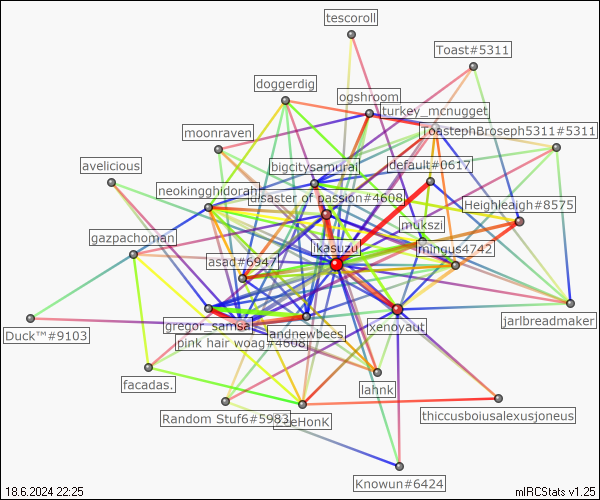 tescoroll
Toast#5311
doggerdig
ogshroom
turkey_mcnugget
moonraven
ToastephBroseph5311#5311
avelicious
bigcitysamurai
default#0617
neokingghidorah
disaster of passion#4608
Heighleaigh#8575
mukszi
gazpachoman
ikasuzu
mingus4742
asad#6947
Duck™#9103
gregor_samsa.
landnewbees
xenoyaut
jarlbreadmaker
pink hair woag#4608
facadas.
lahnk
Random Stuf6#5983
eHonK
thiccusboiusalexusjoneus
Knowun#6424
18.6.2024 22:25
mIRCStats v1.25